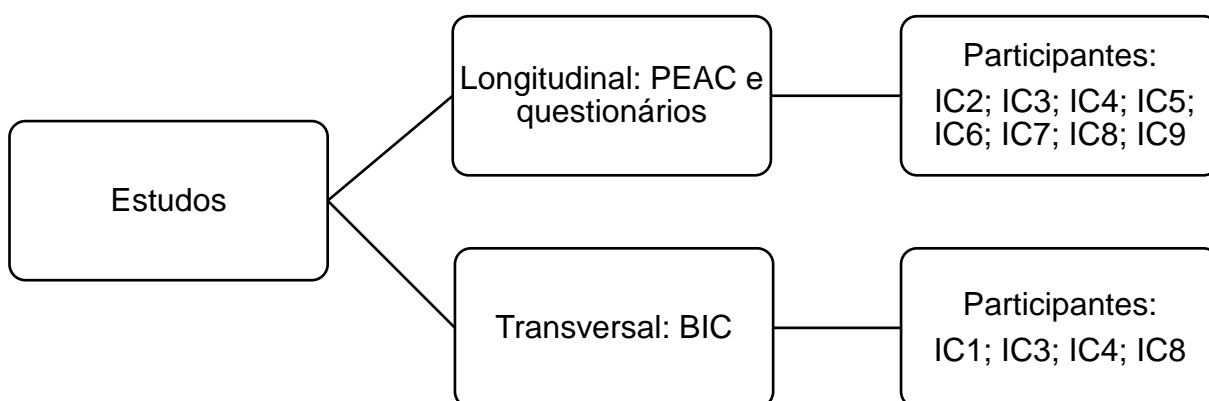 Estudos
Longitudinal: PEAC e
questionários
Participantes:
IC2; IC3; IC4; IC5;
IC6; IC7; IC8; IC9
Transversal: BIC
Participantes:
IC1; IC3; IC4; IC8